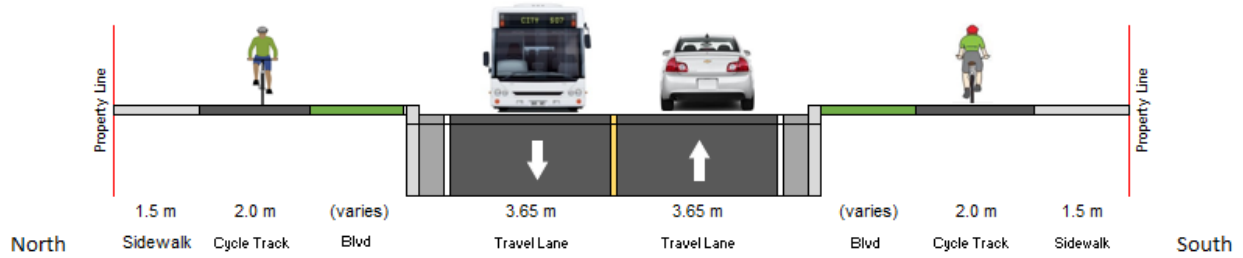 CITY 507
Property Line
Property Line
1.5 m 2.0 m (varies) 3.65 m 3.65 m (varies) 2.0 m 1.5 m
North Sidewalk Cycle Track Blvd Travel Lane Travel Lane Blvd Cycle Track Sidewalk South